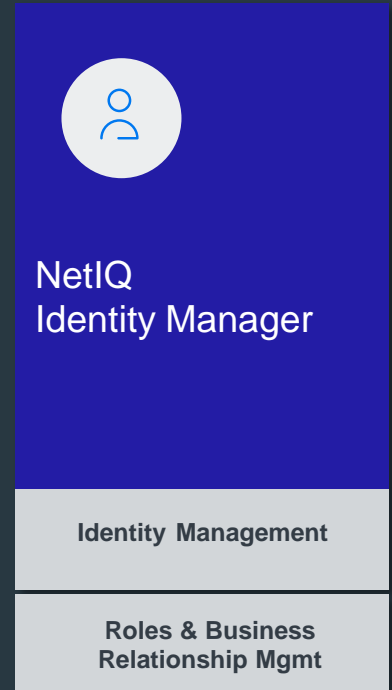 NetIQ
Identity Manager
Identity Management
Roles & Business
Relationship Mgmt